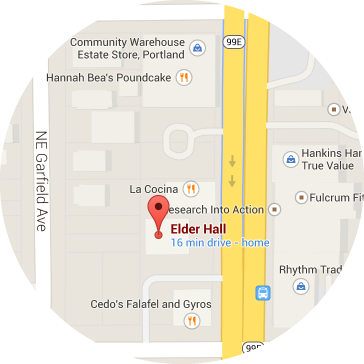 Community Warehouse
Estate Store, Portland
99E
Hannah Bea's Poundcake
NE Garfield Ave
Hankins Har
True Value
La Cocina
Fulcrum Fit
esearch Into Action
Elder Hall
16 min drive - home
Rhythm Trad
Cedo's Falafel and Gyros
99E